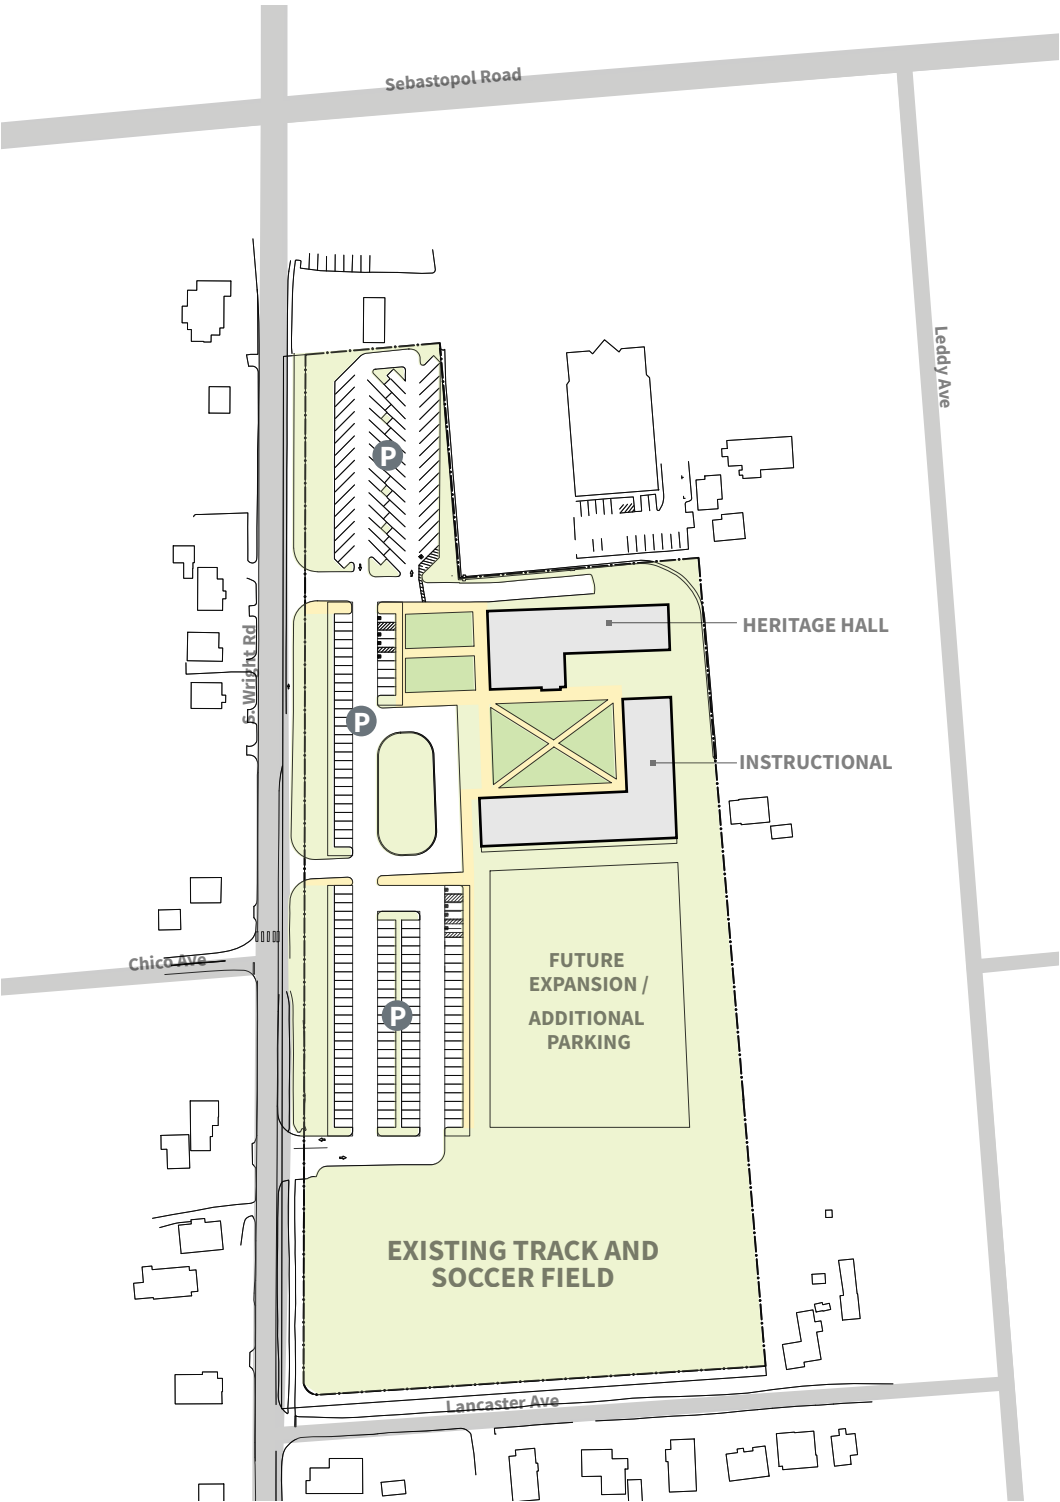 Sebastopol Road
Leddy Ave
P
S. Wright Rd
HERITAGE HALL
P
INSTRUCTIONAL
Chico Ave
FUTURE
EXPANSION /
ADDITIONAL
PARKING
P
EXISTING TRACK AND
SOCCER FIELD
Lancaster Ave